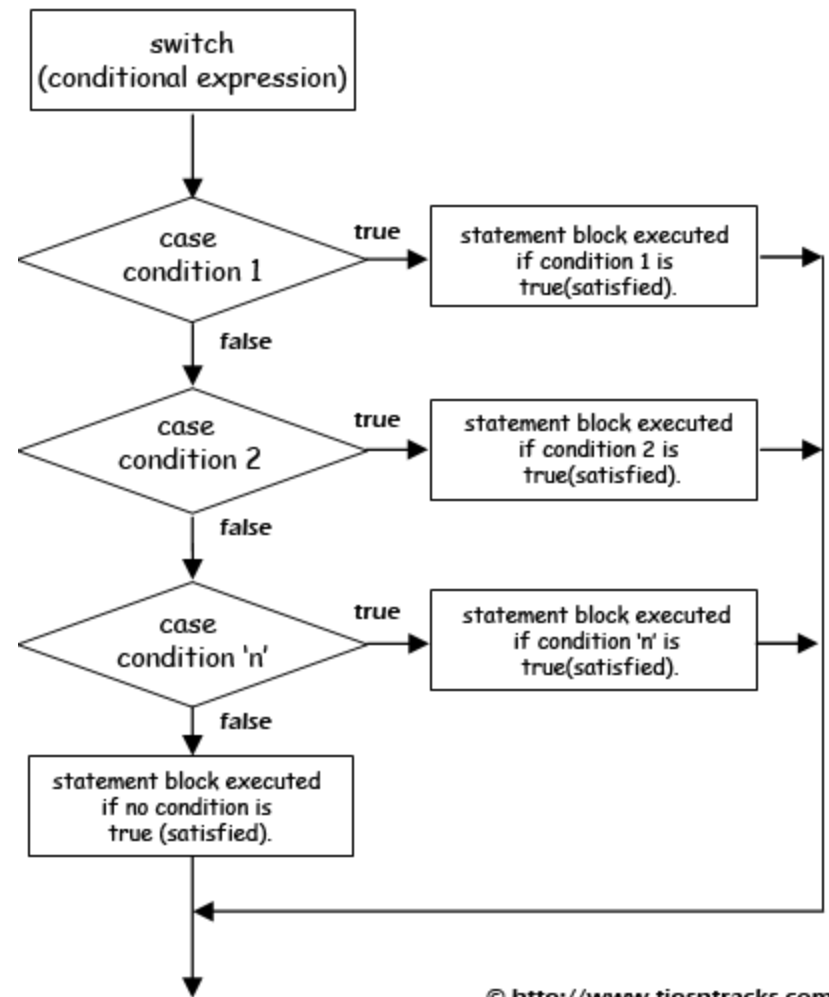 switch
(conditional expression)
case
condition 1
true
statement block executed
if condition 1 is
true(satisfied).
false
case
condition 2
true
statement block executed
if condition 2 is
true(satisfied).
false
case
condition 'n'
true
statement block executed
if condition 'n' is
true(satisfied).
false
statement block executed
if no condition is
true (satisfied).
© http://www.